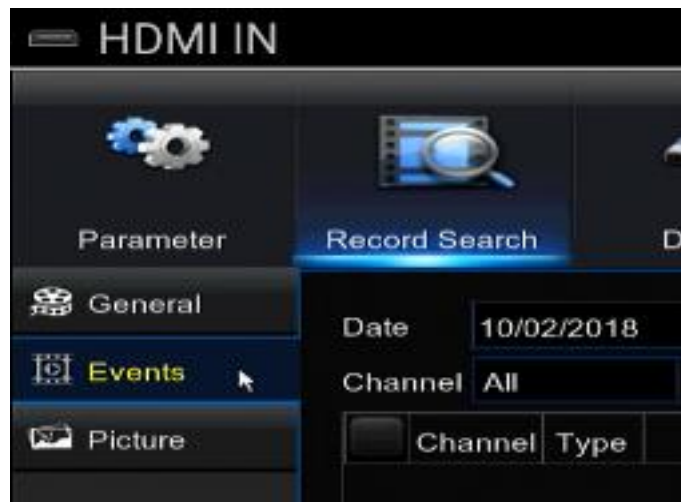 HDMI IN
Parameter
Record Search
D
General
Events
Picture
Date 10/02/2018
Channel All
Channel Type